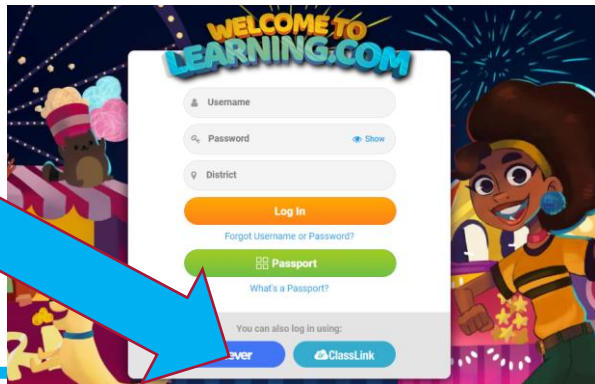 WELCOME TO
LEARNING.COM
Username
Password Show
District
Log In
Forgot Username or Password?
Passport
What's a Passport?
You can also log in using:
ever ClassLink